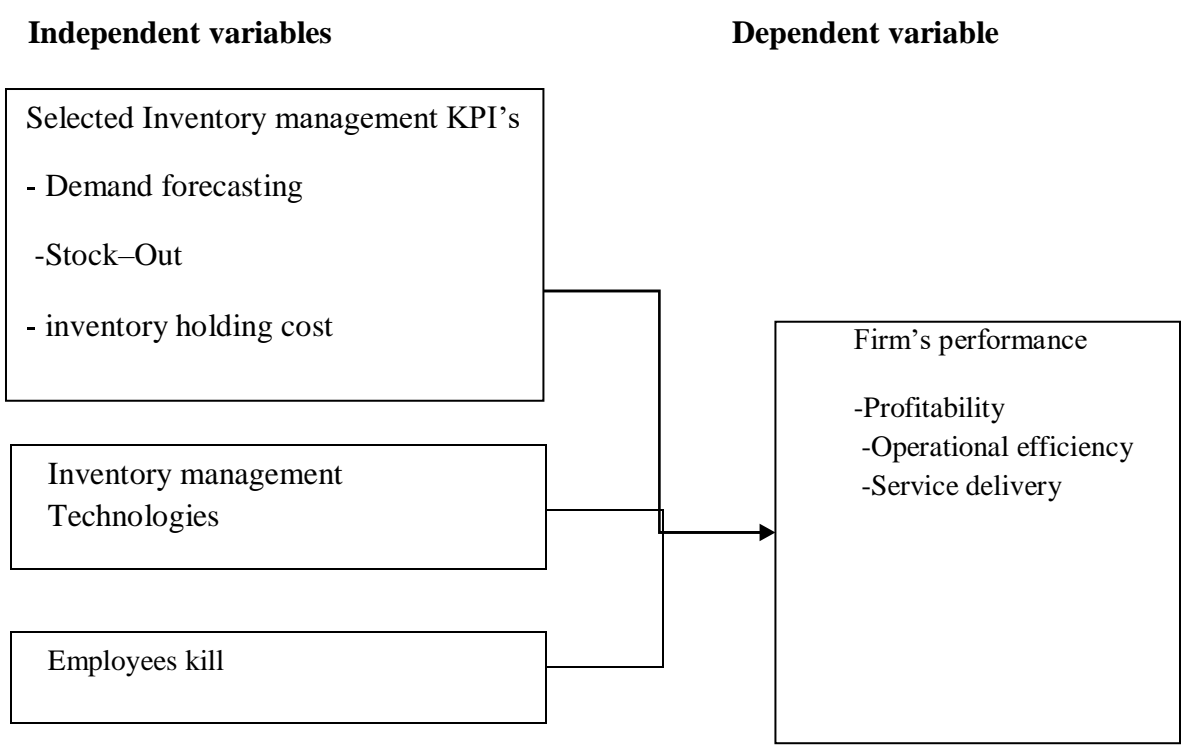 Independent variables
Dependent variable
Selected Inventory management KPI’s
- Demand forecasting
-Stock–Out
- inventory holding cost
Inventory management
Technologies
Employees kill
Firm’s performance
-Profitability
-Operational efficiency
-Service delivery